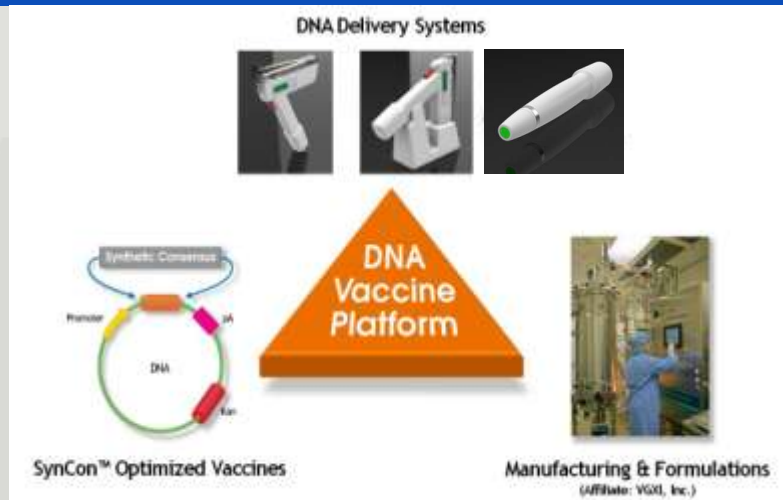 DNA Delivery Systems
Synthetic Consensus
Promoter
pA
DNA
Kan
DNA
Vaccine
Platform
SynCon™ Optimized Vaccines
Manufacturing & Formulations
(Affiliate: VGXI, Inc.)